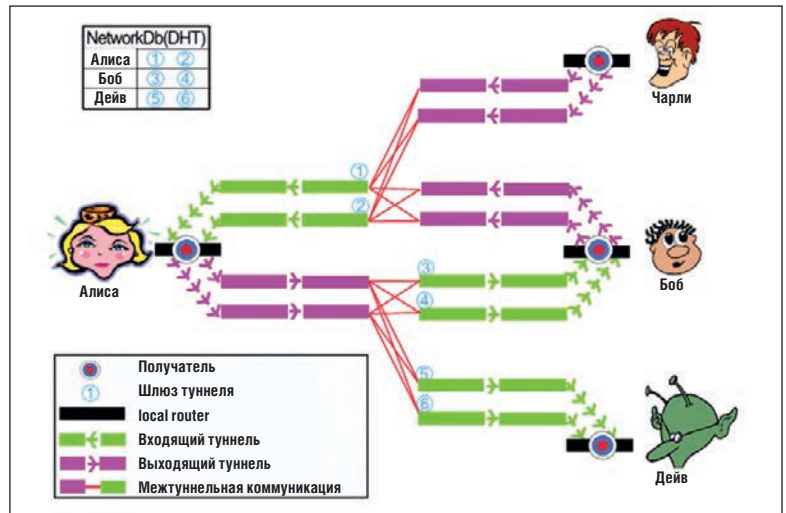 NetworkDb(DHT)
Алиса 1 2
Боб 3 4
Дейв 5 6
Чарли
1
2
Алиса
3
4
Боб
5
6
Дейв
Получатель
1 Шлюз туннеля
local router
Входящий туннель
Выходящий туннель
Межтуннельная коммуникация